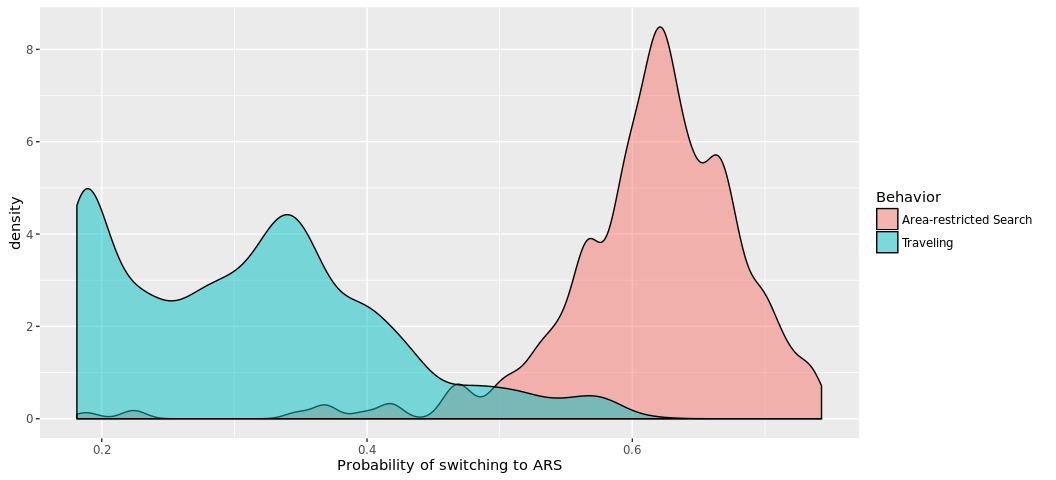 density
8
6
4
2
0
0.2
0.4
0.6
Probability of switching to ARS
Behavior
Area-restricted Search
Traveling